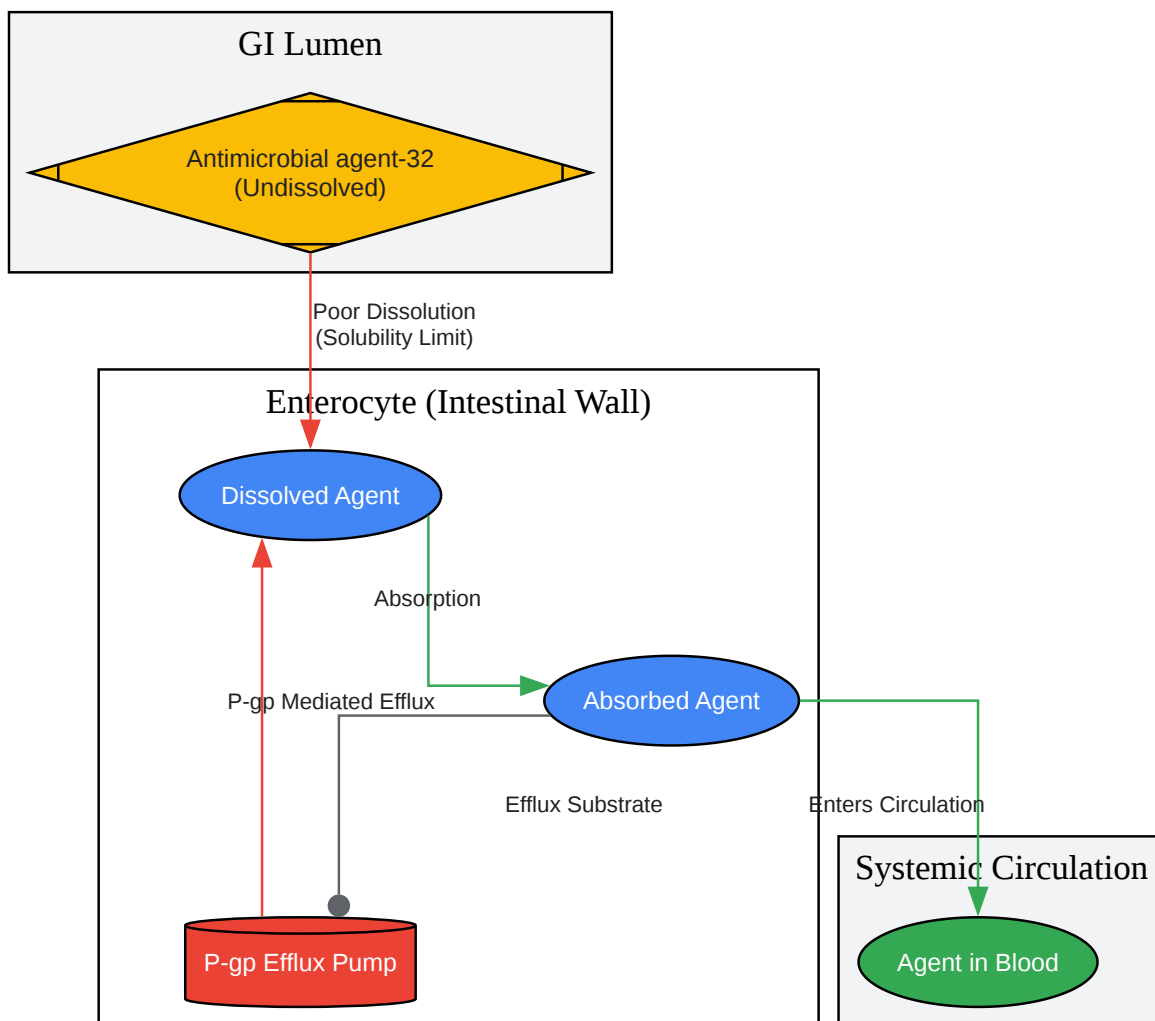 GI Lumen
Antimicrobial agent-32
(Undissolved)
Poor Dissolution
(Solubility Limit)
Enterocyte (Intestinal Wall)
Dissolved Agent
Absorption
P-gp Mediated Efflux
Absorbed Agent
Efflux Substrate
Enters Circulation
Systemic Circulation
P-gp Efflux Pump
Agent in Blood